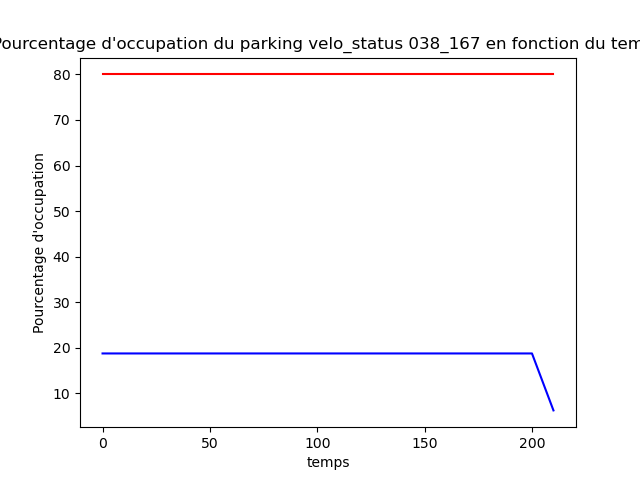 Pourcentage d'occupation du parking velo_status 038_167 en fonction du tem
80
70
60
50
40
30
20
10
Pourcentage d'occupation
0 50 100 150 200
temps